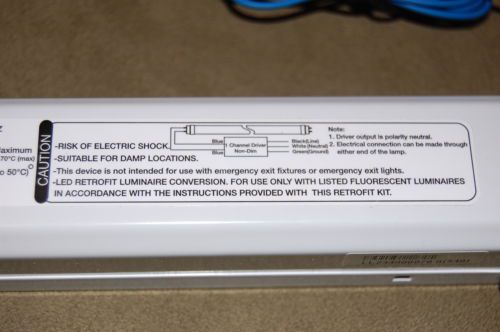 z
aximum
70°C (max)
to 50°C)
CAUTION
-RISK OF ELECTRIC SHOCK.
-SUITABLE FOR DAMP LOCATIONS.
-This device is not intended for use with emergency exit fixtures or emergency exit lights.
-LED RETROFIT LUMINAIRE CONVERSION. FOR USE ONLY WITH LISTED FLUORESCENT LUMINAIRES
IN ACCORDANCE WITH THE INSTRUCTIONS PROVIDED WITH THIS RETROFIT KIT.
Blue
Blue
1 Channel Driver
Non-Dim
Black(Line)
White (Neutral)
Green(Ground)
Note:
1. Driver output is polarity neutral.
2. Electrical connection can be made through
either end of the lamp.